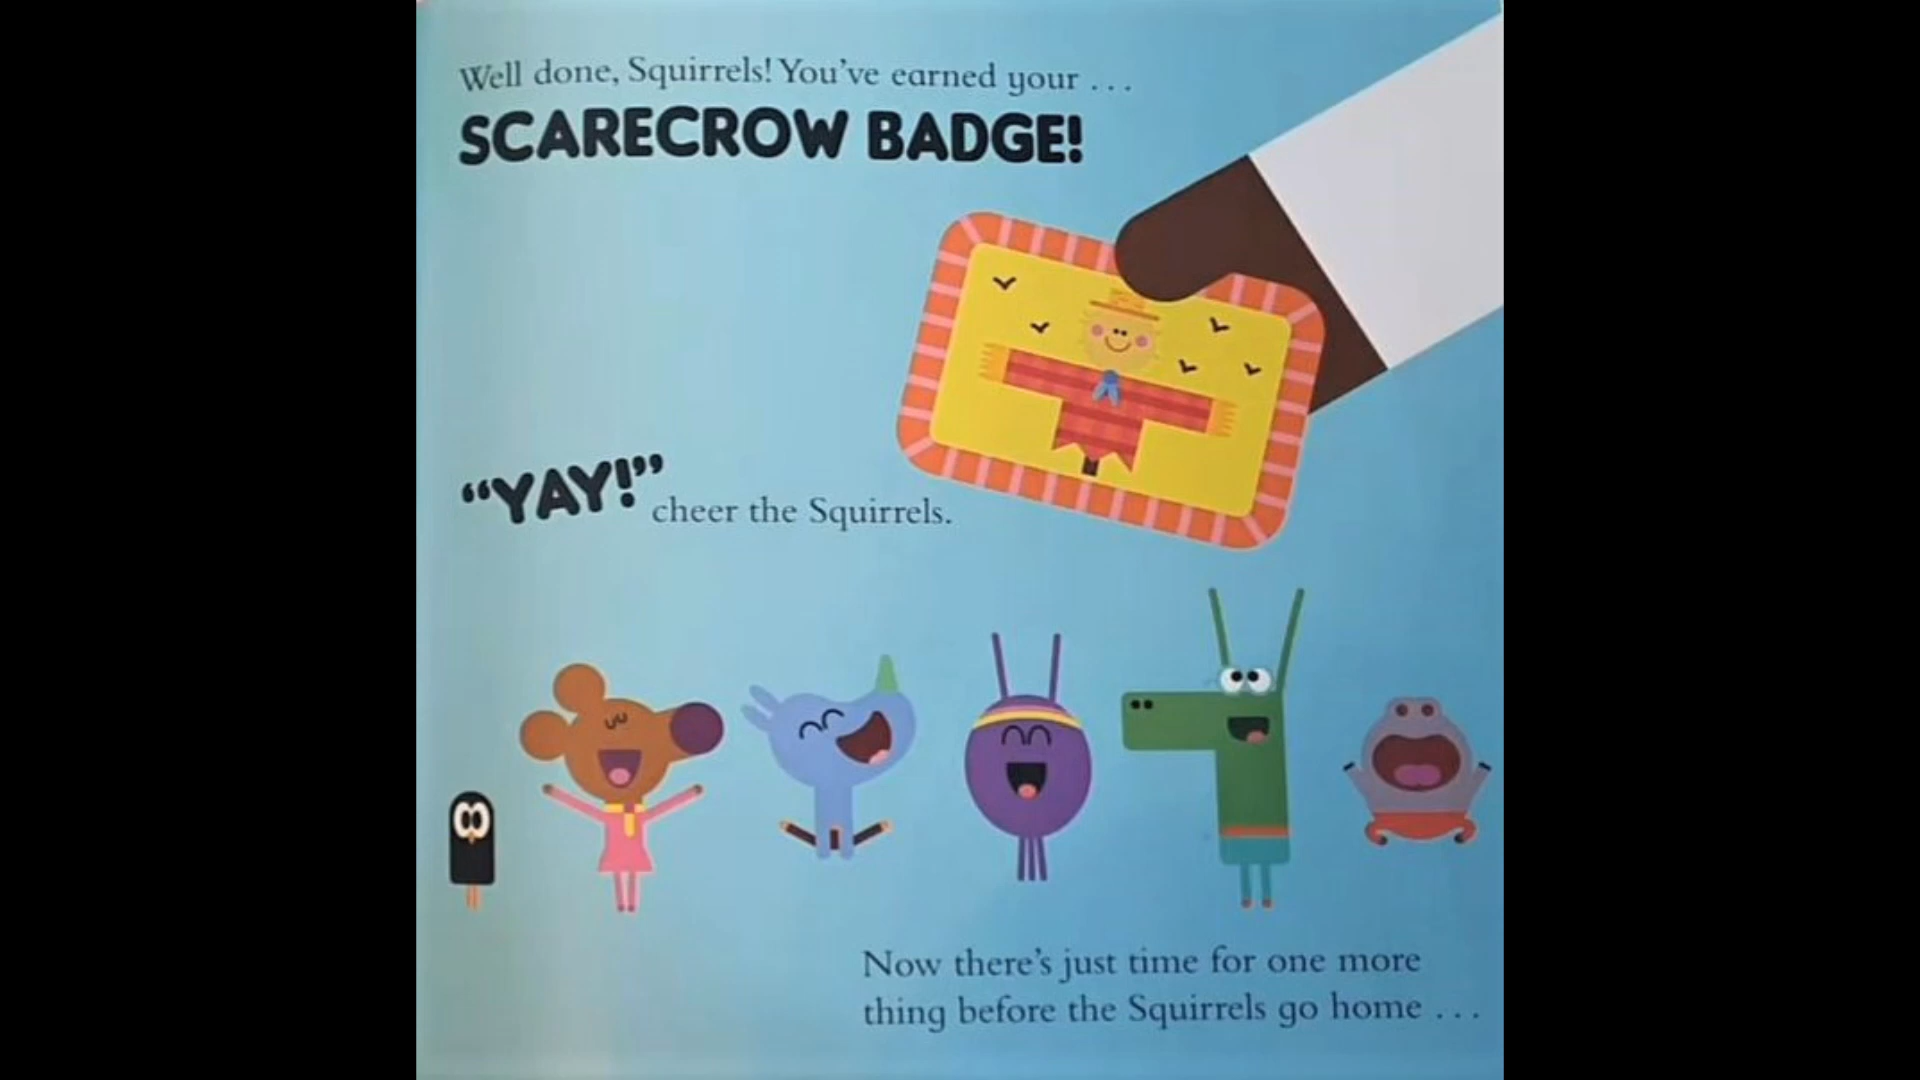 Well done, Squirrels! You've earned your . . .
SCARECROW BADGE!
“YAY!” cheer the Squirrels.
Now there's just time for one more
thing before the Squirrels go home . . .